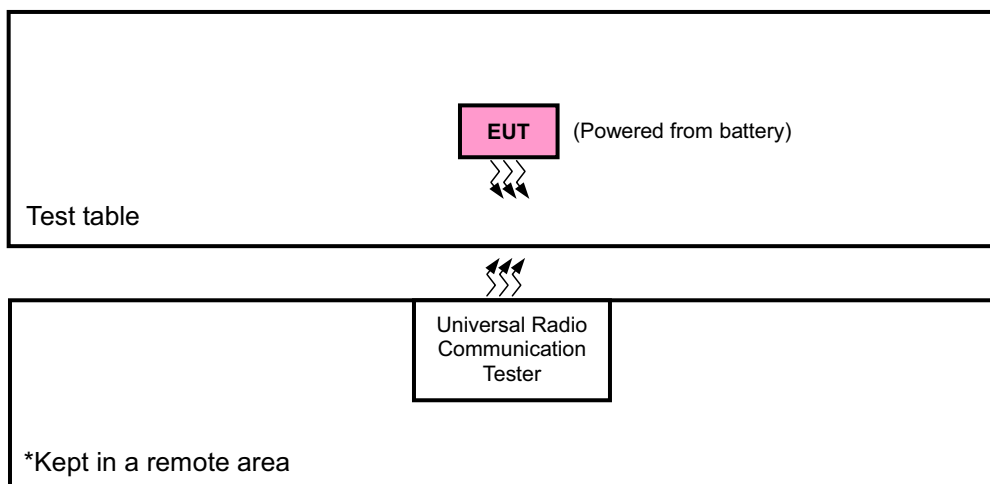 EUT
(Powered from battery)
Test table
Universal Radio
Communication
Tester
*Kept in a remote area